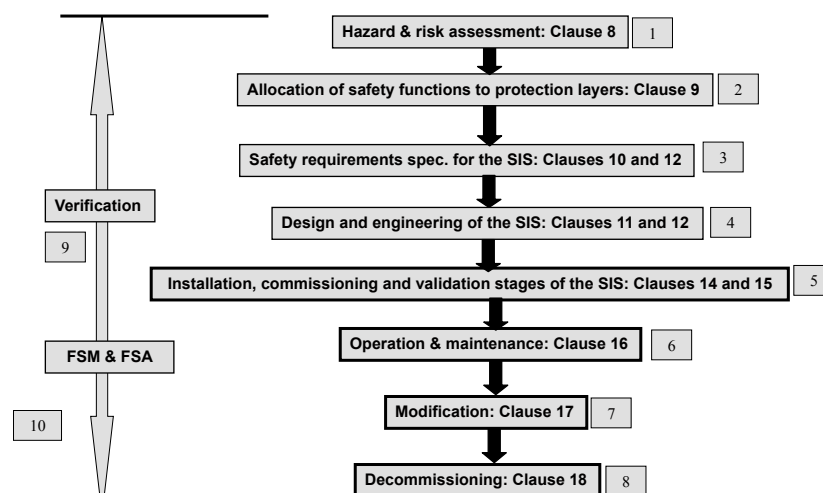 Hazard & risk assessment: Clause 8
1
Allocation of safety functions to protection layers: Clause 9
2
Safety requirements spec. for the SIS: Clauses 10 and 12
3
Verification
Design and engineering of the SIS: Clauses 11 and 12
4
9
Installation, commissioning and validation stages of the SIS: Clauses 14 and 15
5
Operation & maintenance: Clause 16
6
FSM & FSA
Modification: Clause 17
7
10
Decommissioning: Clause 18
8